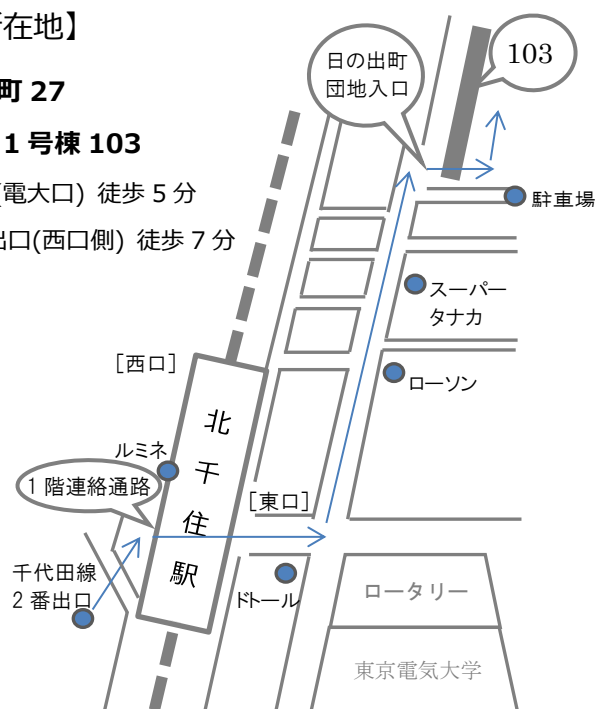 所在地】
町 27
1 号棟 103
(電大口) 徒歩 5 分
出口(西口側) 徒歩 7 分
日の出町
団地入口
103
駐車場
スーパー
タナカ
ローソン
[西口]
ルミネ
1 階連絡通路
[東口]
北千住駅
千代田線
2 番出口
ドトール
ロータリー
東京電気大学